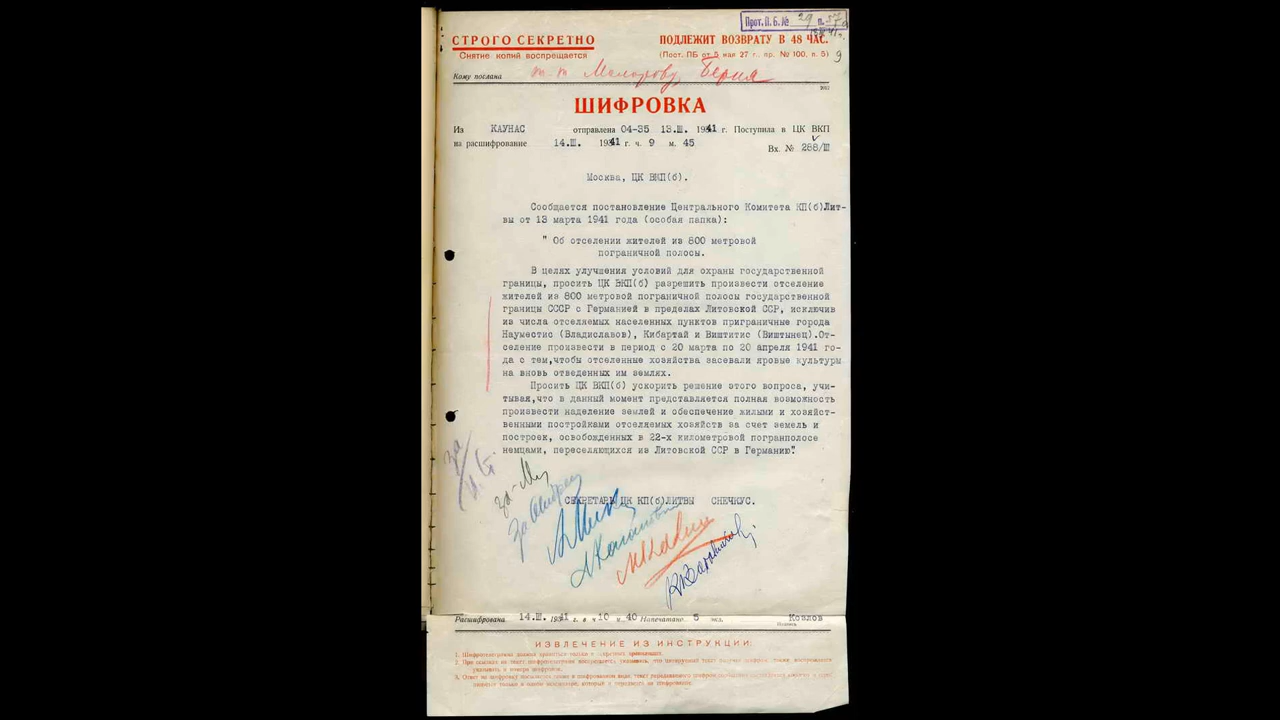 Прот. П.Б. № 29 п.
СТРОГО СЕКРЕТНО
Снятие копий воспрещается
ПОДЛЕЖИТ ВОЗВРАТУ В 48 ЧАС.
(Пост. ПБ от 5 мая 27 г., пр. № 100, п. 5)
9
Кому послана т.т. Маленкову, Берия
ШИФРОВКА
Из КАУНАС отправлена 04-35 13.III. 1941 г. Поступила в ЦК ВКП
на расшифрование 14.III. 1941 г. ч. 9 м. 45
Вх. № 288/Ш
Москва, ЦК ВКП(б).
Сообщается постановление Центрального Комитета КП(б)Лит-
вы от 13 марта 1941 года (особая папка):
" Об отселении жителей из 800 метровой
пограничной полосы.
В целях улучшения условий для охраны государственной
границы, просить ЦК ВКП(б) разрешить произвести отселение
жителей из 800 метровой пограничной полосы государственной
границы СССР с Германией в пределах Литовской ССР, исключив
из числа отселяемых населенных пунктов приграничные города
Науместис (Владиславов), Кибартай и Виштитис (Виштынец).От-
селение произвести в период с 20 марта по 20 апреля 1941 го-
да с тем,чтобы отселенные хозяйства засевали яровые культуры
на вновь отведенных им землях.
Просить ЦК ВКП(б) ускорить решение этого вопроса, учи-
тывая,что в данный момент представляется полная возможность
произвести наделение землей и обеспечение жилыми и хозяйст-
венными постройками отселяемых хозяйств за счет земель и
построек, освобожденных в 22-х километровой погранполосе
немцами, переселяющихся из Литовской ССР в Германию".
за
СЕКРЕТАРЬ ЦК КП(б)ЛИТВЫ СНЕЧКУС.
Расшифрована 14.III. 1941 г. в ч 10 м. 40 Напечатано 5 экз. Козлов
Подпись
ИЗВЛЕЧЕНИЕ ИЗ ИНСТРУКЦИИ: